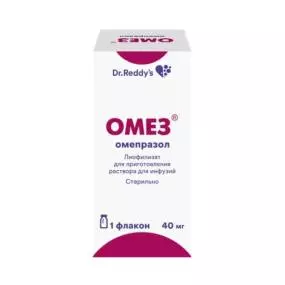 Dr.Reddy's
ОМЕЗ®
омепразол
Лиофилизат
для приготовления
раствора для инфузий
Стерильно
1 флакон 40 мг